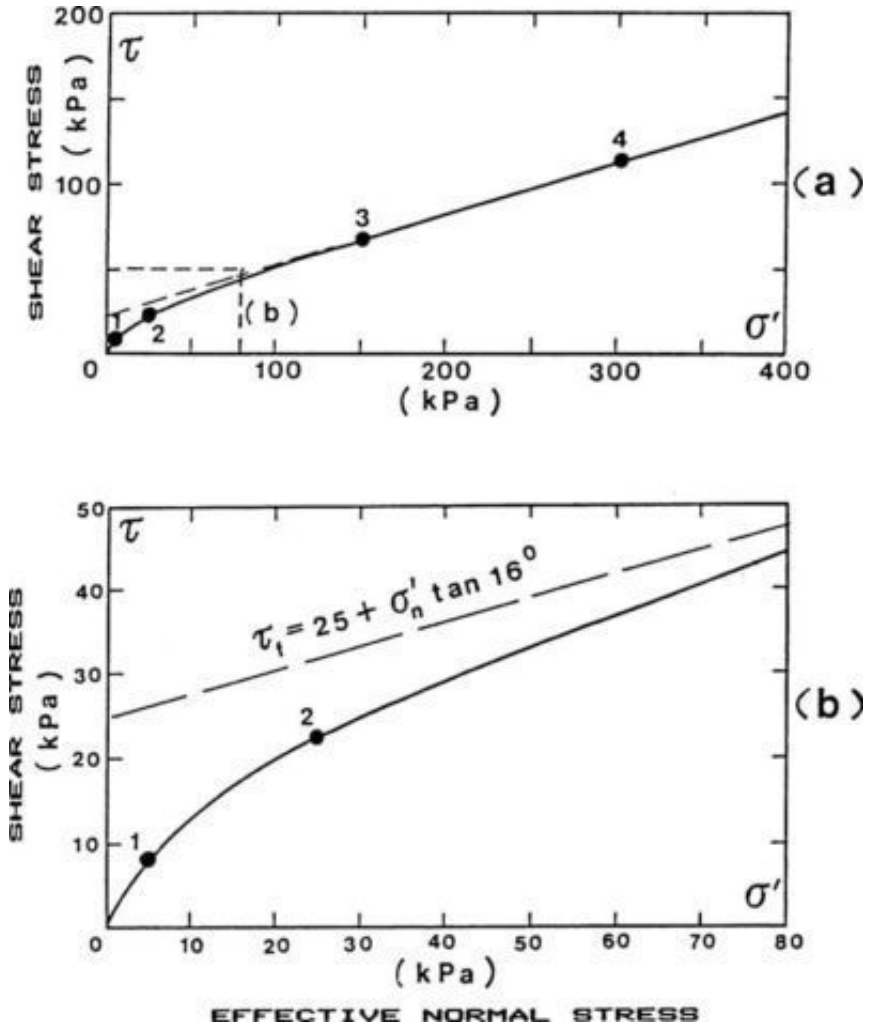 200
τ
SHEAR STRESS
(kPa)
100
0
1
2
3
4
(b)
σ'
(a)
0
100
200
300
400
(kPa)
50
τ
40
30
20
10
SHEAR STRESS
(kPa)
τt = 25 + σ'n tan 16°
1
2
(b)
σ'
0
10
20
30
40
50
60
70
80
(kPa)
EFFECTIVE NORMAL STRESS